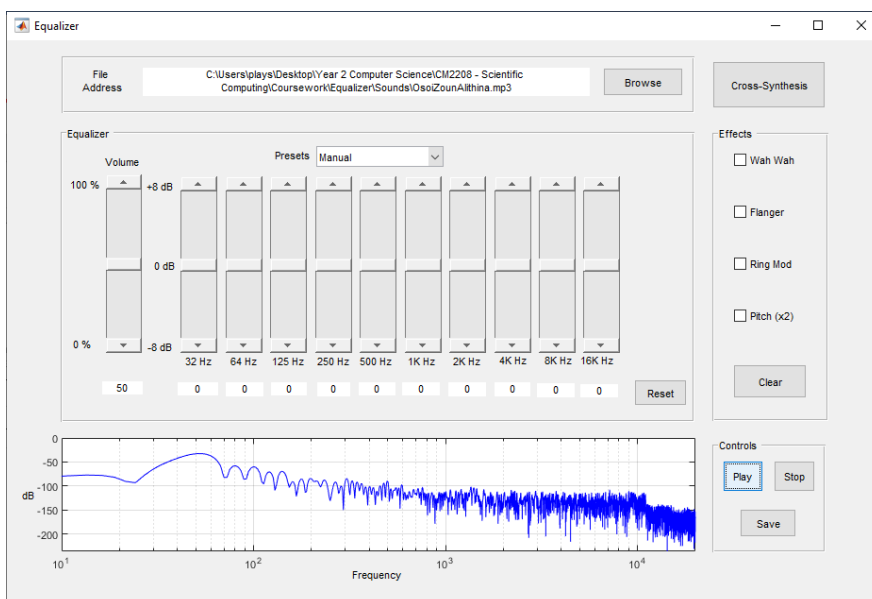 Equalizer
File Address
C:\Users\plays\Desktop\Year 2 Computer Science\CM2208 - Scientific
Computing\Coursework\Equalizer\Sounds\OsoiZounAlithina.mp3
Browse
Cross-Synthesis
Equalizer
Volume
Presets Manual
100 %
+8 dB
0 dB
0 %
-8 dB
32 Hz 64 Hz 125 Hz 250 Hz 500 Hz 1K Hz 2K Hz 4K Hz 8K Hz 16K Hz
50 0 0 0 0 0 0 0 0 0 0
Reset
Effects
Wah Wah
Flanger
Ring Mod
Pitch (x2)
Clear
0
-50
-100
-150
-200
dB
10^1 10^2 10^3 10^4
Frequency
Controls
Play Stop
Save